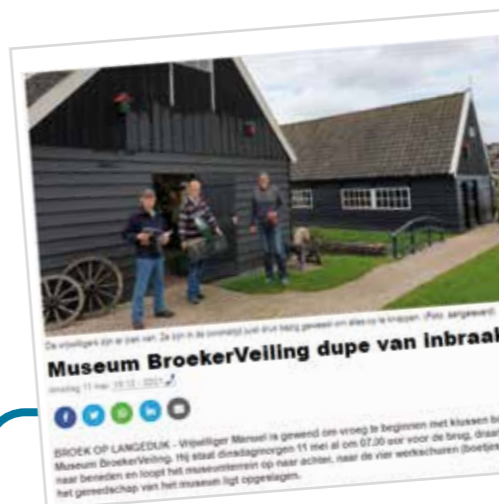 De vrijwilligers zijn er ziek van. Ze zijn in de coronatijd juist druk bezig geweest om alles op te knappen. (Foto: aangeleverd)
Museum BroekerVeiling dupe van inbraak
dinsdag 11 mei 2021
BROEK OP LANGEDIJK - Vrijwilliger Manuel is gewend om vroeg te beginnen met klussen
Museum BroekerVeiling. Hij staat dinsdagmorgen 11 mei al om 07.00 uur voor de brug, draait
naar beneden en loopt het museumterrein op naar achter, naar de vier werkschuren (boetjes
het gereedschap van het museum ligt opgeslagen.